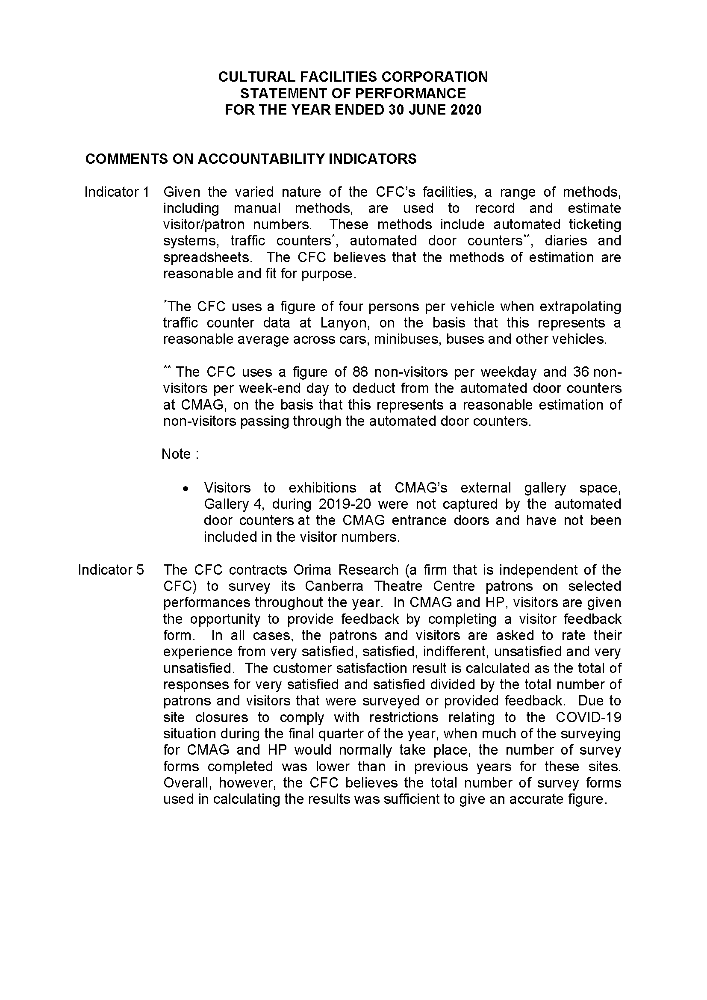 CULTURAL FACILITIES CORPORATION
STATEMENT OF PERFORMANCE
FOR THE YEAR ENDED 30 JUNE 2020
COMMENTS ON ACCOUNTABILITY INDICATORS
Indicator 1 Given the varied nature of the CFC’s facilities, a range of methods,
including manual methods, are used to record and estimate
visitor/patron numbers. These methods include automated ticketing
systems, traffic counters*, automated door counters**, diaries and
spreadsheets. The CFC believes that the methods of estimation are
reasonable and fit for purpose.
*The CFC uses a figure of four persons per vehicle when extrapolating
traffic counter data at Lanyon, on the basis that this represents a
reasonable average across cars, minibuses, buses and other vehicles.
** The CFC uses a figure of 88 non-visitors per weekday and 36 non-
visitors per week-end day to deduct from the automated door counters
at CMAG, on the basis that this represents a reasonable estimation of
non-visitors passing through the automated door counters.
Note :
• Visitors to exhibitions at CMAG’s external gallery space,
Gallery 4, during 2019-20 were not captured by the automated
door counters at the CMAG entrance doors and have not been
included in the visitor numbers.
Indicator 5 The CFC contracts Orima Research (a firm that is independent of the
CFC) to survey its Canberra Theatre Centre patrons on selected
performances throughout the year. In CMAG and HP, visitors are given
the opportunity to provide feedback by completing a visitor feedback
form. In all cases, the patrons and visitors are asked to rate their
experience from very satisfied, satisfied, indifferent, unsatisfied and very
unsatisfied. The customer satisfaction result is calculated as the total of
responses for very satisfied and satisfied divided by the total number of
patrons and visitors that were surveyed or provided feedback. Due to
site closures to comply with restrictions relating to the COVID-19
situation during the final quarter of the year, when much of the surveying
for CMAG and HP would normally take place, the number of survey
forms completed was lower than in previous years for these sites.
Overall, however, the CFC believes the total number of survey forms
used in calculating the results was sufficient to give an accurate figure.